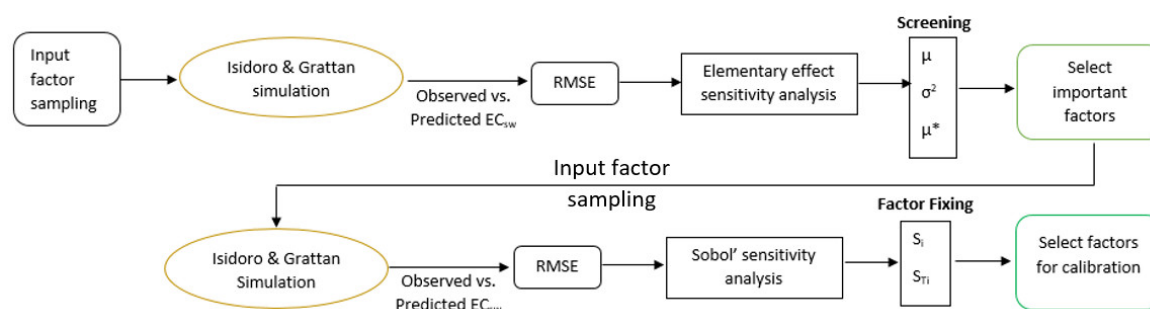 Input
factor
sampling
Isidoro & Grattan
simulation
Observed vs.
Predicted ECsw
RMSE
Elementary effect
sensitivity analysis
Screening
μ
σ²
μ*
Select
important
factors
Input factor
sampling
Isidoro & Grattan
Simulation
Observed vs.
Predicted EC
RMSE
Sobol’ sensitivity
analysis
Factor Fixing
Si
STi
Select factors
for calibration